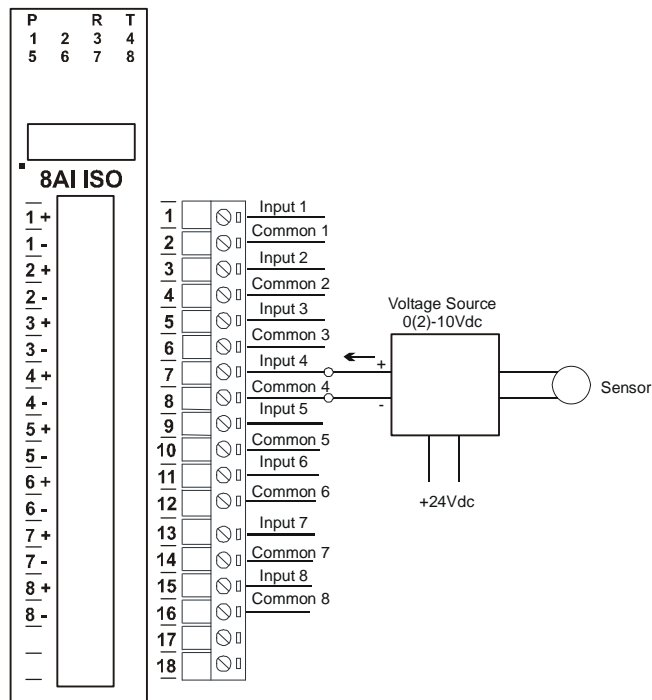 P R T
1 2 3 4
5 6 7 8
8AI ISO
1 +
1 -
2 +
2 -
3 +
3 -
4 +
4 -
5 +
5 -
6 +
6 -
7 +
7 -
8 +
8 -
1 Input 1
2 Common 1
3 Input 2
4 Common 2
5 Input 3
6 Common 3
7 Input 4
8 Common 4
9 Input 5
10 Common 5
11 Input 6
12 Common 6
13 Input 7
14 Common 7
15 Input 8
16 Common 8
17
18
Voltage Source
0(2)-10Vdc
+
-
+24Vdc
Sensor